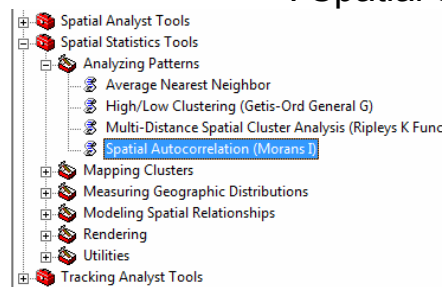 Spatial Analyst Tools
Spatial Statistics Tools
Analyzing Patterns
Average Nearest Neighbor
High/Low Clustering (Getis-Ord General G)
Multi-Distance Spatial Cluster Analysis (Ripleys K Func
Spatial Autocorrelation (Morans I)
Mapping Clusters
Measuring Geographic Distributions
Modeling Spatial Relationships
Rendering
Utilities
Tracking Analyst Tools